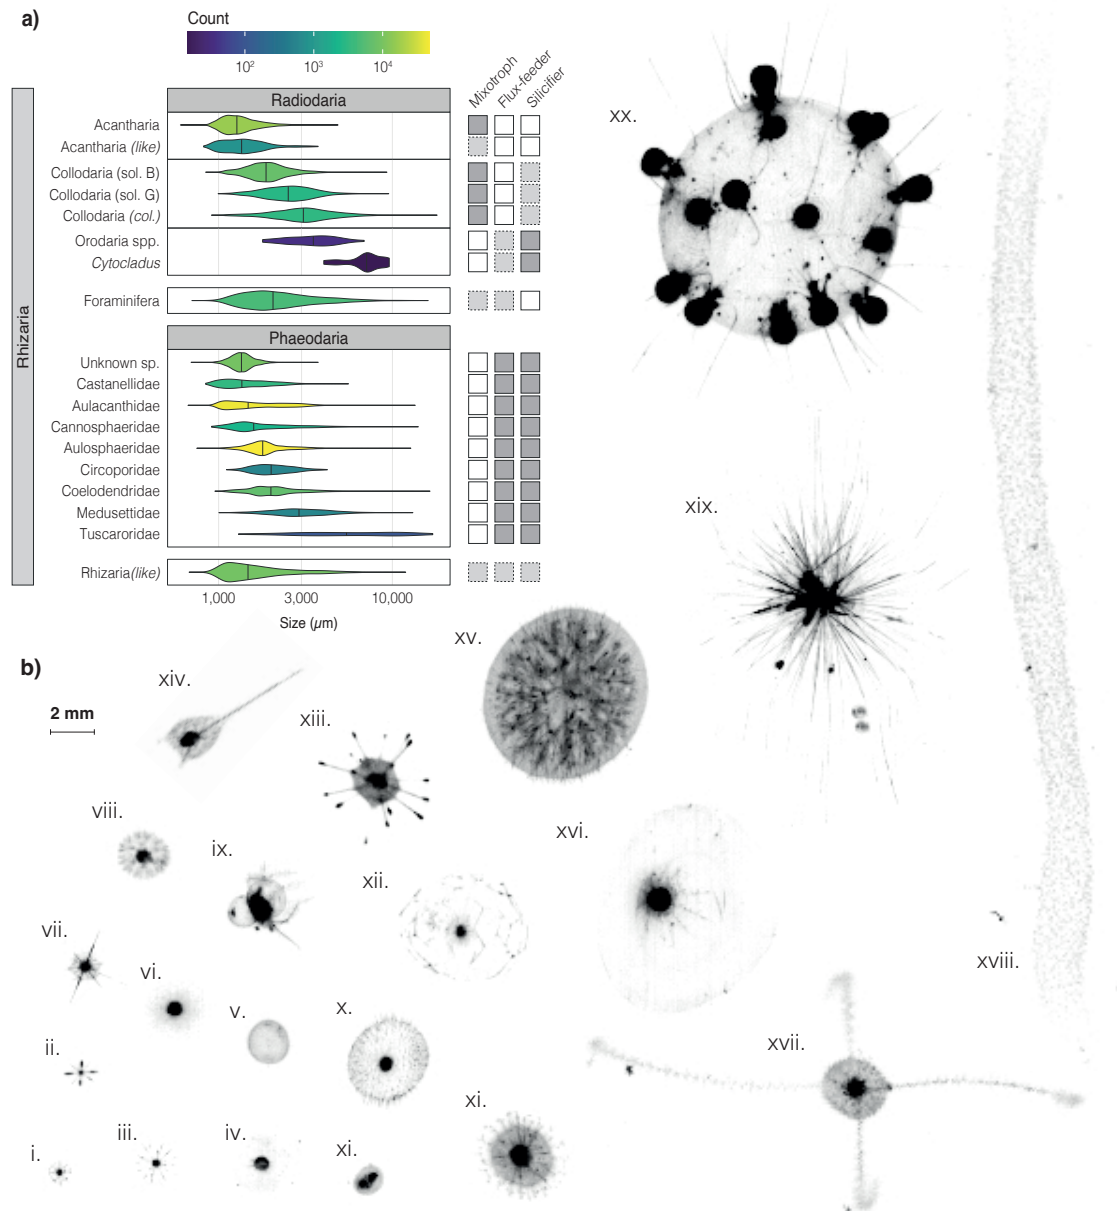 a)
Count
10²
10³
10⁴
Mixotroph
Flux-feeder
Silicifier
Rhizaria
Radiodaria
Acantharia
Acantharia (like)
Collodaria (sol. B)
Collodaria (sol. G)
Collodaria (col.)
Orodaria spp.
Cytocladus
Foraminifera
Phaeodaria
Unknown sp.
Castanellidae
Aulacanthidae
Cannosphaeridae
Aulosphaeridae
Circoporidae
Coelodendridae
Medusettidae
Tuscaroridae
Rhizaria(like)
1,000
3,000
10,000
Size (µm)
xx.
xix.
b)
2 mm
xiv.
xiii.
xv.
viii.
ix.
xii.
xvi.
vii.
vi.
v.
x.
xviii.
ii.
xvii.
i.
iii.
iv.
xi.
xi.